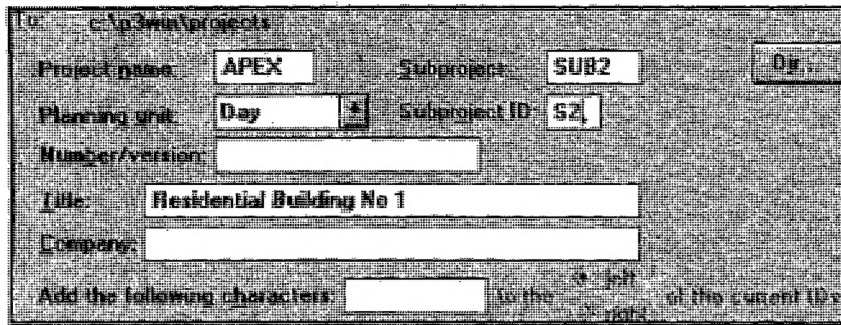 To: c:\p3win\projects
Project name: APEX Subproject: SUB2 Dir...
Planning unit: Day Subproject ID: S2
Number/version:
Title: Residential Building No 1
Company:
Add the following characters: to the left of the current IDs
right